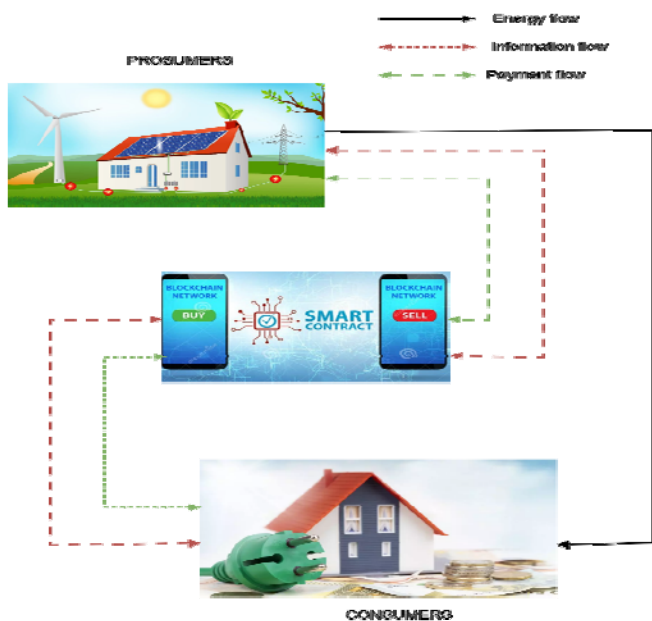 Energy flow
Information flow
Payment flow
PROSUMERS
BLOCKCHAIN
NETWORK
BUY
SMART
CONTRACT
BLOCKCHAIN
NETWORK
SELL
CONSUMERS